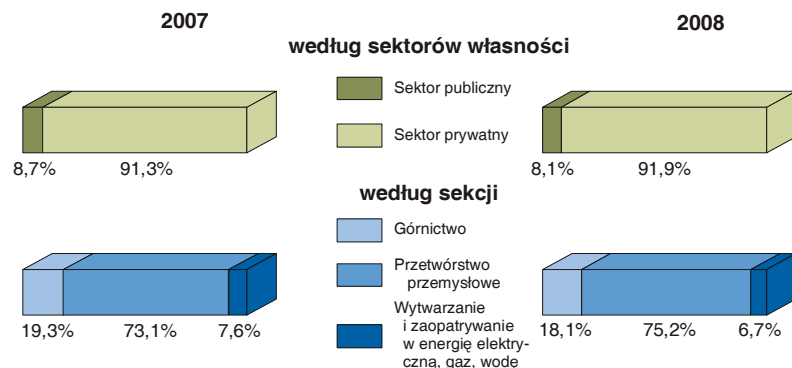 2007
2008
według sektorów własności
Sektor publiczny
Sektor prywatny
8,7% 91,3%
8,1% 91,9%
według sekcji
Górnictwo
Przetwórstwo
przemysłowe
Wytwarzanie
i zaopatrywanie
w energię elektry-
czną, gaz, wodę
19,3% 73,1% 7,6%
18,1% 75,2% 6,7%